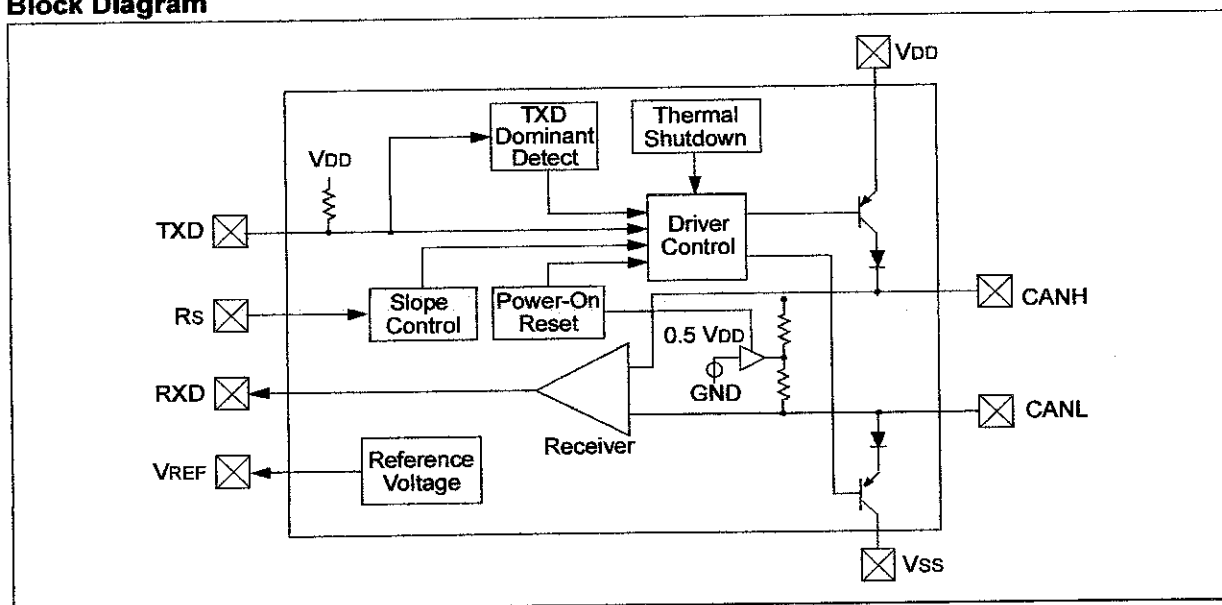 Block Diagram
VDD
TXD
Dominant
Detect
Thermal
Shutdown
VDD
TXD
Driver
Control
RS
Slope
Control
Power-On
Reset
CANH
0.5 VDD
GND
RXD
CANL
Receiver
VREF
Reference
Voltage
VSS